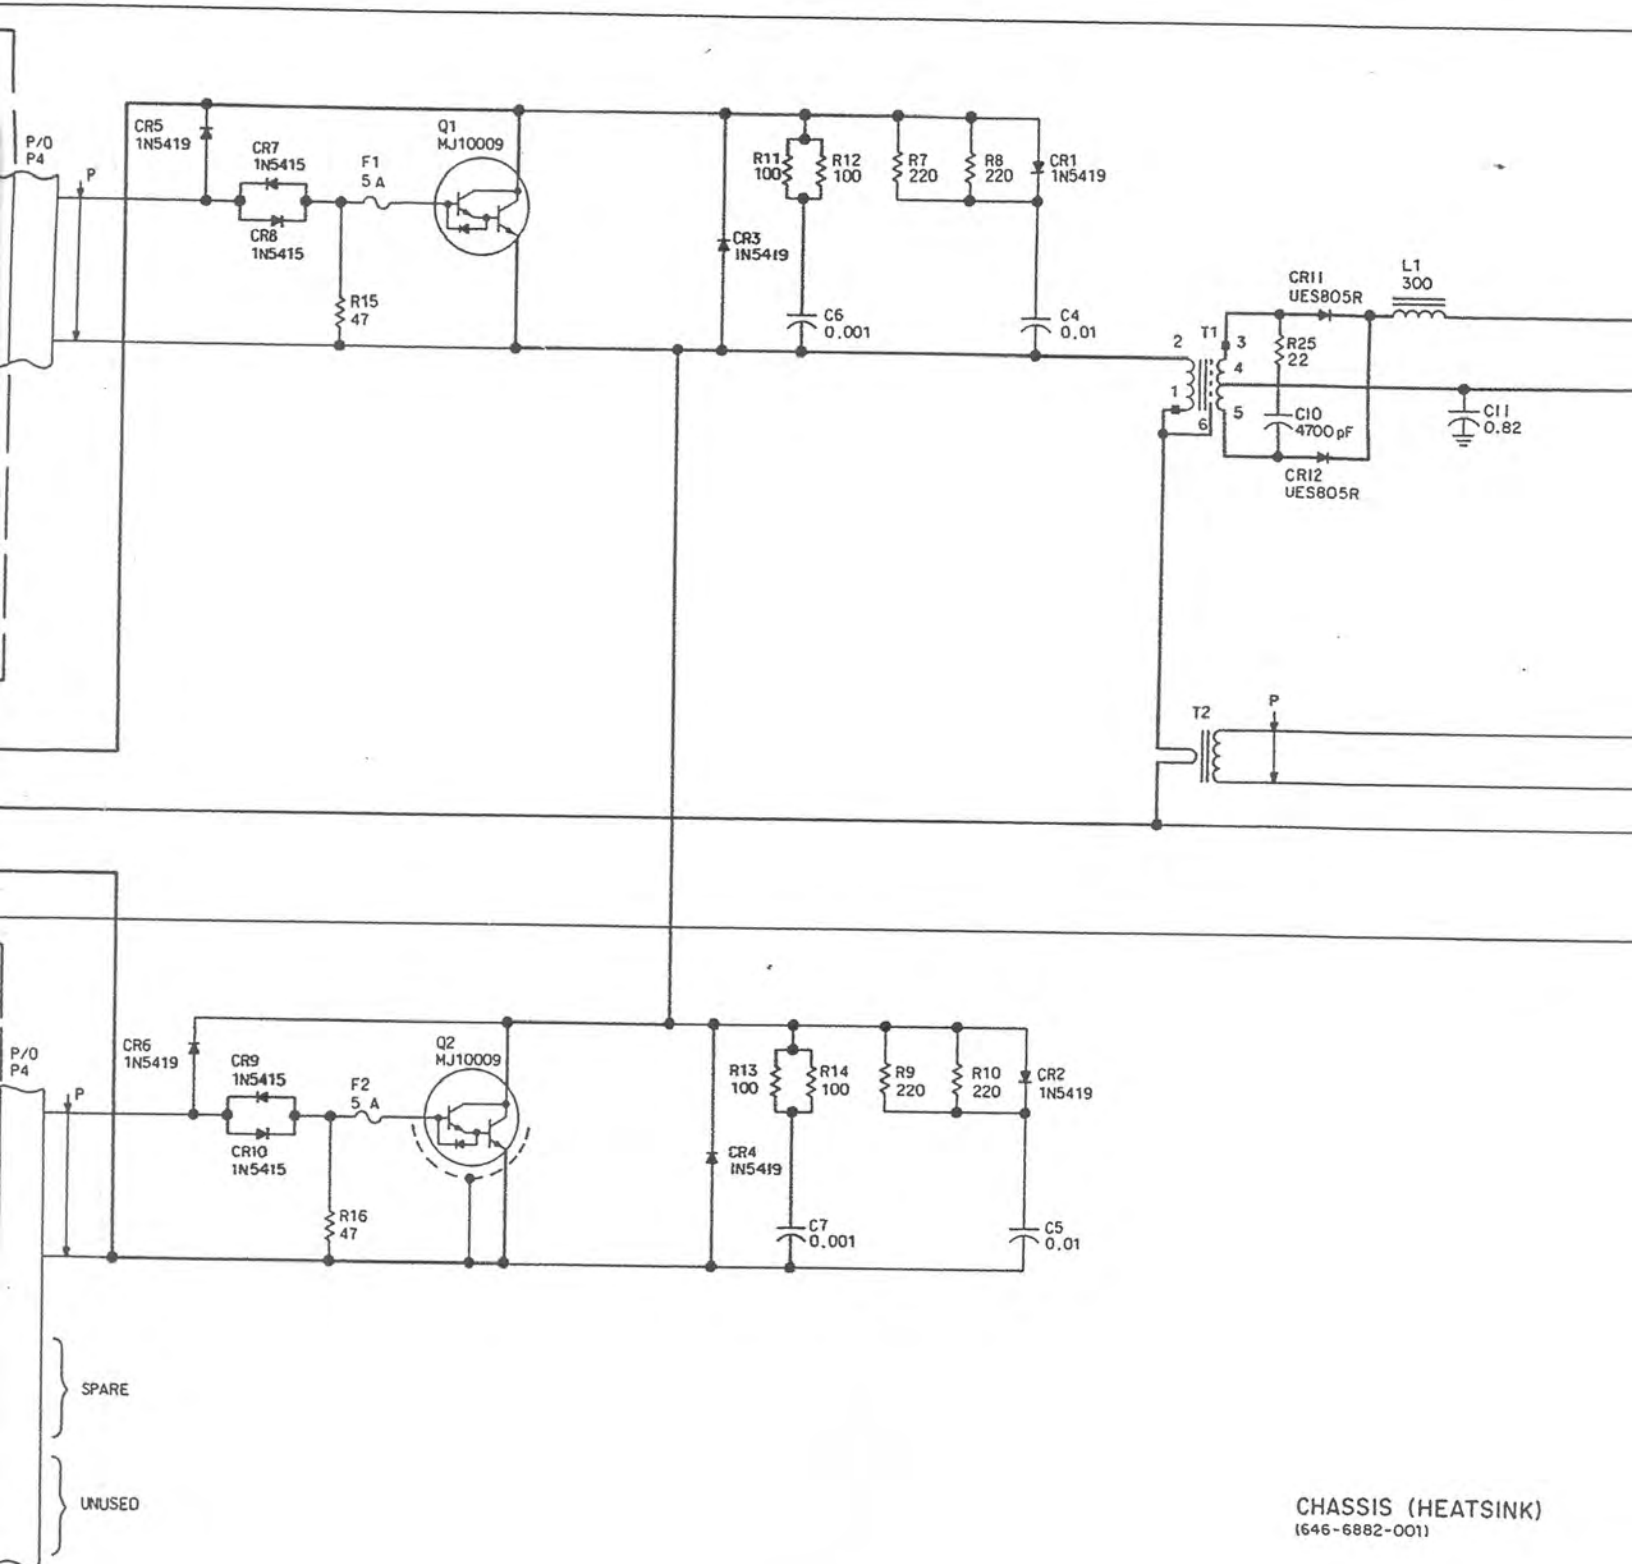 P/O
P4
P
CR5
1N5419
CR7
1N5415
CR8
1N5415
F1
5 A
Q1
MJ10009
R15
47
CR3
1N5419
R11
100
R12
100
C6
0.001
R7
220
R8
220
CR1
1N5419
C4
0.01
2
T1
3
4
1
5
6
CR11
UES805R
L1
300
R25
22
C10
4700pF
CR12
UES805R
C11
0.82
T2
P
P/O
P4
P
CR6
1N5419
CR9
1N5415
CR10
1N5415
F2
5 A
Q2
MJ10009
R16
47
CR4
1N5419
R13
100
R14
100
C7
0.001
R9
220
R10
220
CR2
1N5419
C5
0.01
SPARE
UNUSED
CHASSIS (HEATSINK)
(646-6882-001)